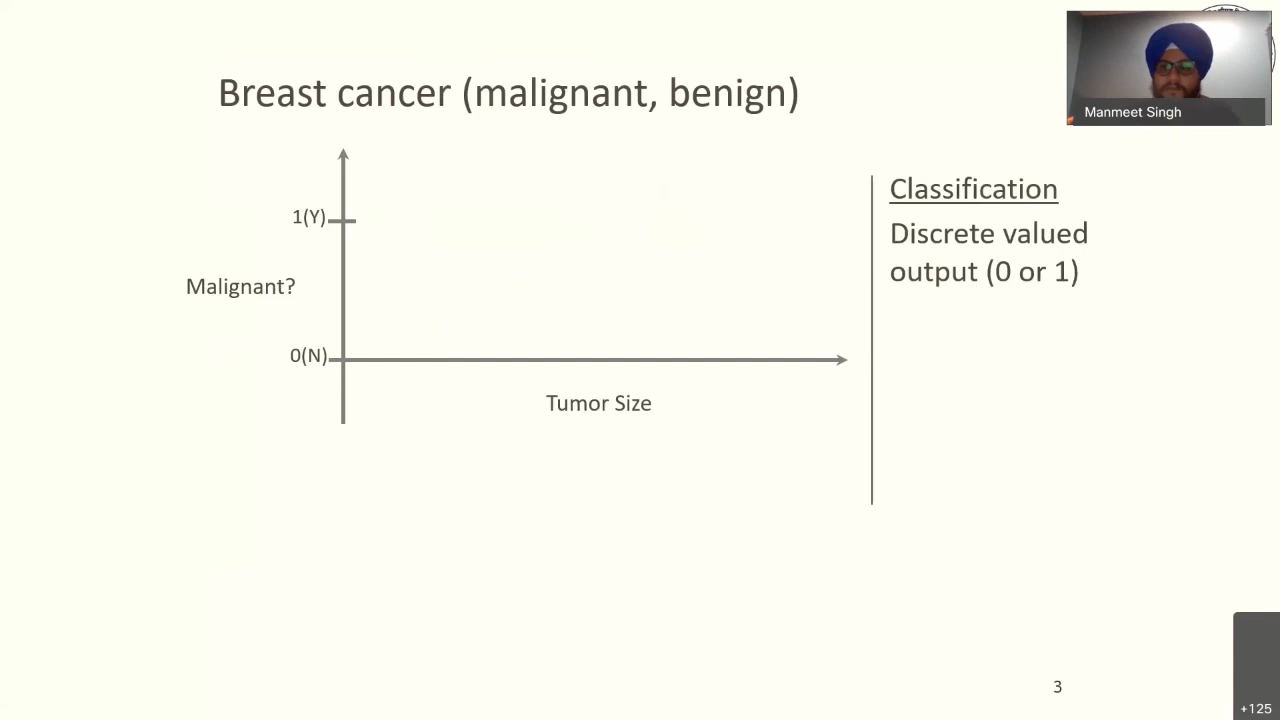 Breast cancer (malignant, benign)
Manmeet Singh
1(Y)
Malignant?
0(N)
Tumor Size
Classification
Discrete valued
output (0 or 1)
3
+125